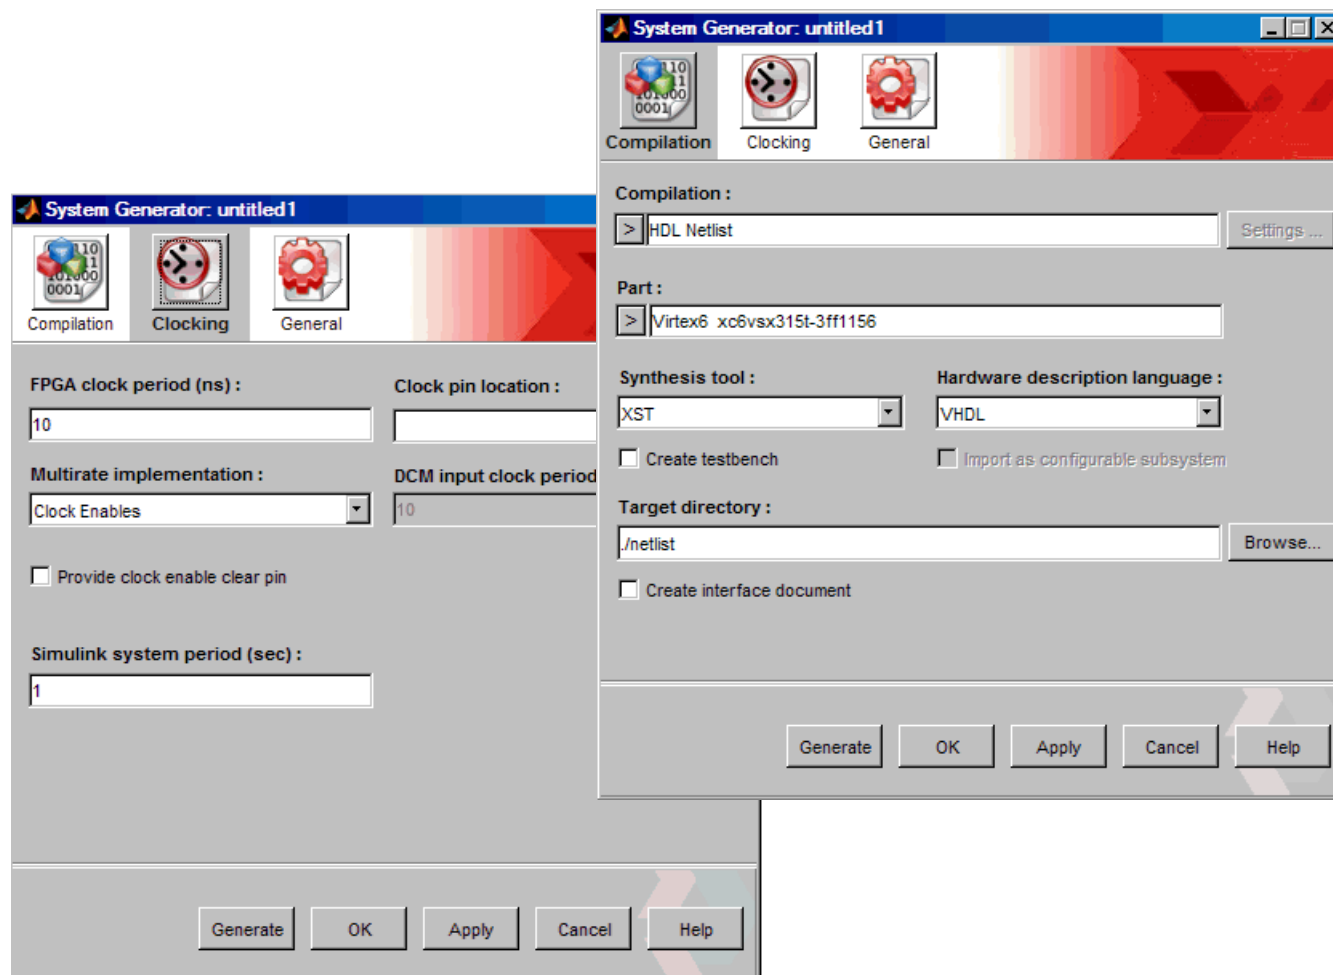 System Generator: untitled1
Compilation
Clocking
General
Compilation :
>
HDL Netlist
Settings ...
Part :
>
Virtex6 xc6vsx315t-3ff1156
Synthesis tool :
Hardware description language :
XST
VHDL
Create testbench
Import as configurable subsystem
Target directory :
./netlist
Browse...
Create interface document
Generate
OK
Apply
Cancel
Help
System Generator: untitled1
Compilation
Clocking
General
FPGA clock period (ns) :
Clock pin location :
10
Multirate implementation :
DCM input clock period
Clock Enables
10
Provide clock enable clear pin
Simulink system period (sec) :
1
Generate
OK
Apply
Cancel
Help